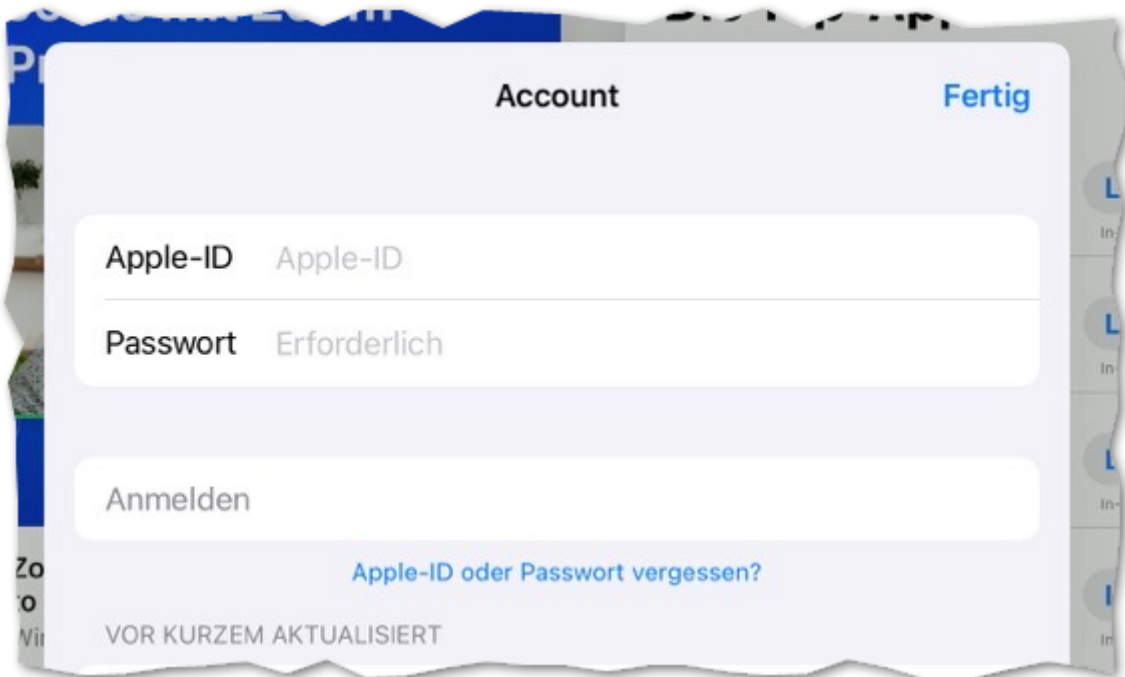 Account
Fertig
Apple-ID Apple-ID
Passwort Erforderlich
Anmelden
Apple-ID oder Passwort vergessen?
VOR KURZEM AKTUALISIERT